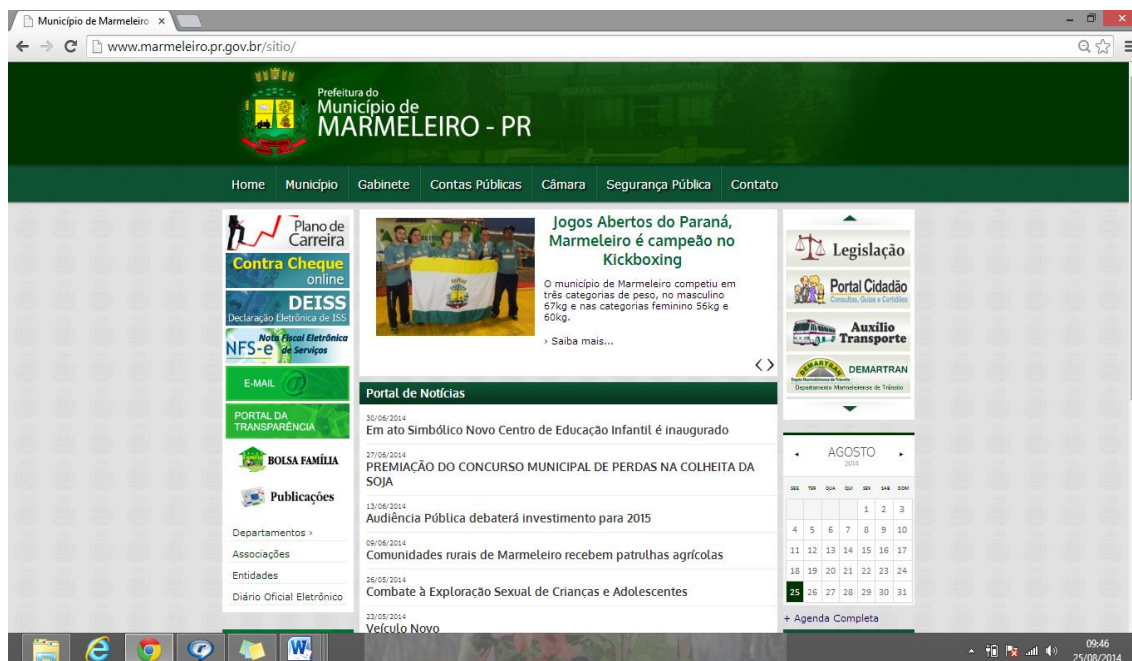 Município de Marmeleiro
www.marmeleiro.pr.gov.br/sitio/
Prefeitura do
Município de
MARMELEIRO - PR
Home Município Gabinete Contas Públicas Câmara Segurança Pública Contato
Plano de
Carreira
Contra Cheque
online
DEISS
Declaração Eletrônica de ISS
Nota Fiscal Eletrônica
NFS-e de Serviços
E-MAIL
PORTAL DA
TRANSPARÊNCIA
BOLSA FAMÍLIA
Publicações
Departamentos ›
Associações
Entidades
Diário Oficial Eletrônico
Jogos Abertos do Paraná,
Marmeleiro é campeão no
Kickboxing
O município de Marmeleiro competiu em
três categorias de peso, no masculino
67kg e nas categorias feminino 56kg e
60kg.
› Saiba mais...
Portal de Notícias
30/06/2014
Em ato Simbólico Novo Centro de Educação Infantil é inaugurado
27/06/2014
PREMIAÇÃO DO CONCURSO MUNICIPAL DE PERDAS NA COLHEITA DA
SOJA
13/06/2014
Audiência Pública debaterá investimento para 2015
09/06/2014
Comunidades rurais de Marmeleiro recebem patrulhas agrícolas
26/05/2014
Combate à Exploração Sexual de Crianças e Adolescentes
23/05/2014
Veículo Novo
Legislação
Portal Cidadão
Consultas, Guias e Certidões
Auxílio
Transporte
DEMARTRAN
DEMARTRAN
Departamento Marmeleirense de Trânsito
AGOSTO
2014
SEG TER QUA QUI SEX SAB DOM
1 2 3
4 5 6 7 8 9 10
11 12 13 14 15 16 17
18 19 20 21 22 23 24
25 26 27 28 29 30 31
+ Agenda Completa
09:46
25/08/2014